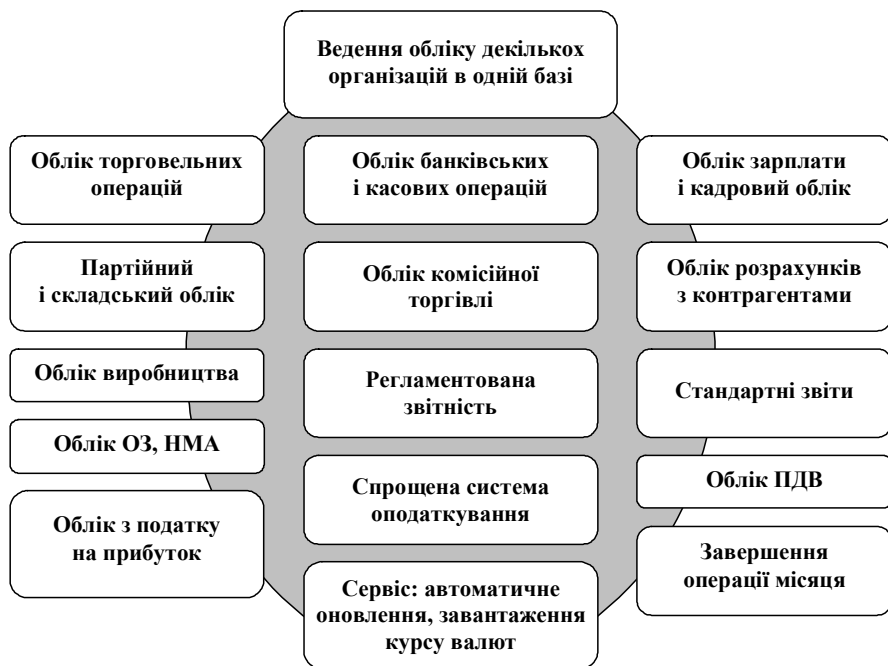 Ведення обліку декількох
організацій в одній базі
Облік торговельних
операцій
Облік банківських
і касових операцій
Облік зарплати
і кадровий облік
Партійний
і складський облік
Облік комісійної
торгівлі
Облік розрахунків
з контрагентами
Облік виробництва
Регламентована
звітність
Стандартні звіти
Облік ОЗ, НМА
Спрощена система
оподаткування
Облік ПДВ
Облік з податку
на прибуток
Завершення
операції місяця
Сервіс: автоматичне
оновлення, завантаження
курсу валют